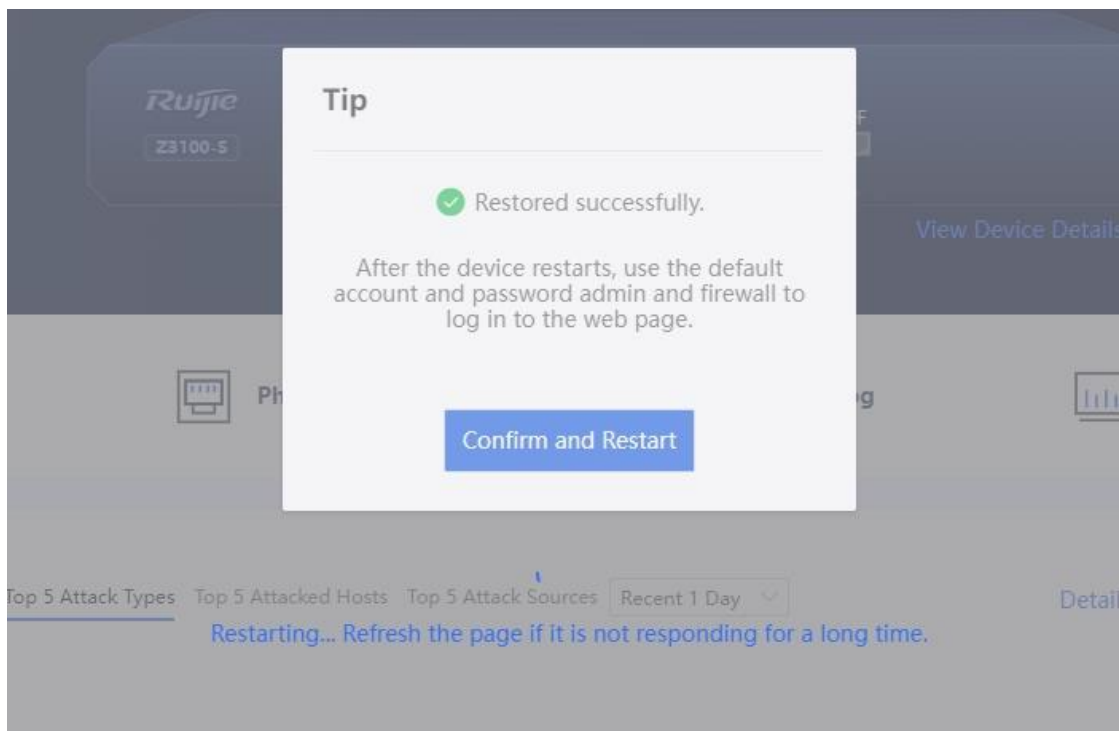 Ruijie
Z3100-S
Tip
Restored successfully.
After the device restarts, use the default
account and password admin and firewall to
log in to the web page.
View Device Details
Confirm and Restart
Top 5 Attack Types Top 5 Attacked Hosts Top 5 Attack Sources Recent 1 Day
Detail
Restarting... Refresh the page if it is not responding for a long time.